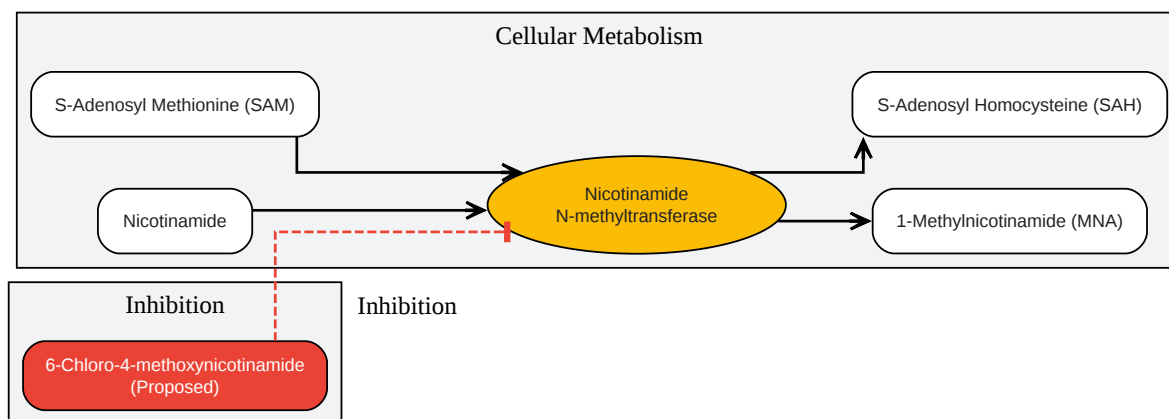 Cellular Metabolism
S-Adenosyl Methionine (SAM)
S-Adenosyl Homocysteine (SAH)
Nicotinamide
N-methyltransferase
Nicotinamide
1-Methylnicotinamide (MNA)
Inhibition
Inhibition
6-Chloro-4-methoxynicotinamide
(Proposed)